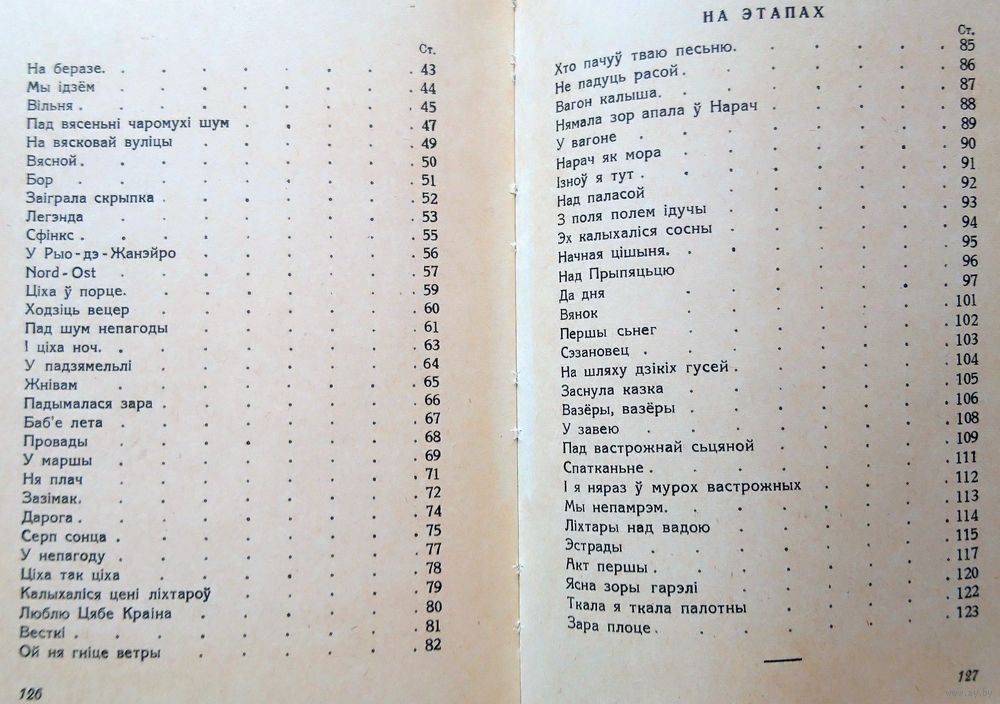 Ст.
На беразе. 43
Мы ідзём 44
Вільня . 45
Пад вясеньні чаромухі шум 47
На вясковай вуліцы 49
Вясной . 50
Бор 51
Заіграла скрыпка . 52
Легэнда 53
Сфінкс . 55
У Рыо-дэ-Жанэйро 56
Nord-Ost 57
Ціха ў порце. 59
Ходзіць вецер 60
Пад шум непагоды 61
І ціха ноч. 63
У падзямельлі 64
Жнівам 65
Падымалася зара . 66
Баб'е лета 67
Провады 68
У маршы 69
Ня плач 71
Зазімак. 72
Дарога . 74
Серп сонца . 75
У непагоду . 77
Ціха так ціха 78
Калыхаліся цені ліхтароў 79
Люблю Цябе Краіна 80
Весткі . 81
Ой ня гніце ветры 82
126
НА ЭТАПАХ
Ст.
Хто пачуў тваю песьню. 85
Не падуць расой . 86
Вагон калыша. 87
Нямала зор апала ў Нарач 88
У вагоне 89
Нарач як мора 90
Ізноў я тут . 91
Над паласой 92
З поля полем ідучы 93
Эх калыхаліся сосны 94
Начная цішыня. 95
Над Прыпяцьцю 96
Да дня 97
Вянок 101
Першы сьнег 102
Сэзановец . 103
На шляху дзікіх гусей . 104
Заснула казка 105
Вазёры, вазёры 106
У завею 108
Пад вастрожнай сьцяной 109
Спатканьне . 111
І я няраз ў мурох вастрожных 112
Мы непамрэм. 113
Ліхтары над вадою 114
Эстрады 115
Акт першы . 117
Ясна зоры гарэлі 120
Ткала я ткала палотны 122
Зара плоце . 123
127
www.ay.by